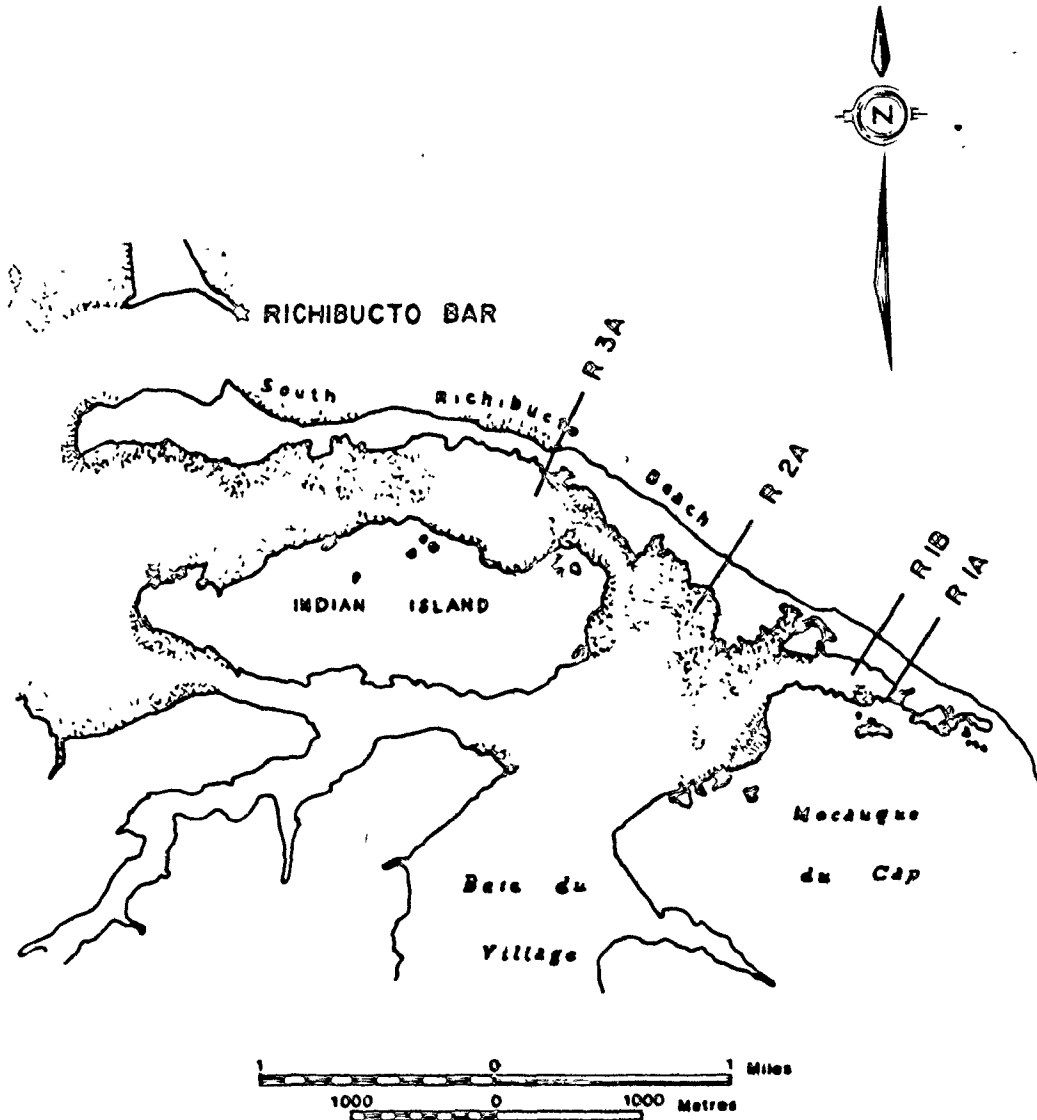 N
RICHIBUCTO BAR
R 3A
South Richibuc
Beach
R 2A
R 1B
R 1A
INDIAN ISLAND
Mocauque
du Cap
Baie du
Village
1 0 1 Miles
1000 0 1000 Metres